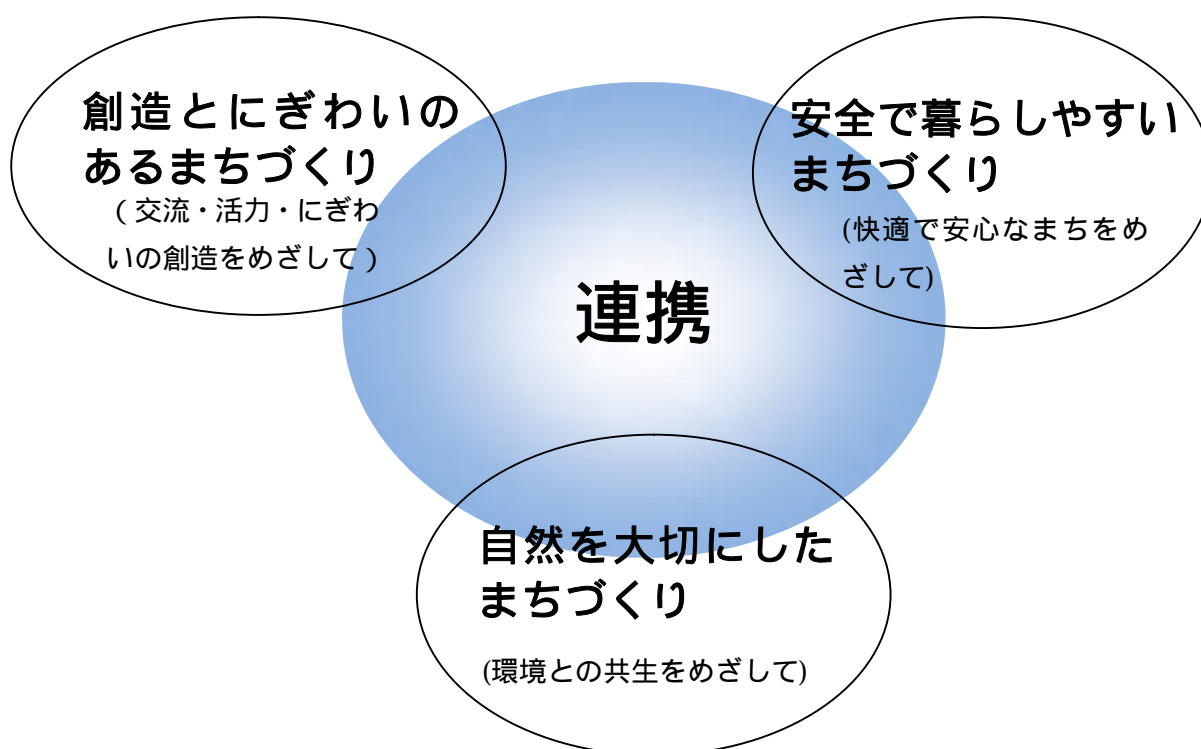 創造とにぎわいの
あるまちづくり
（交流・活力・にぎわ
いの創造をめざして）
安全で暮らしやすい
まちづくり
(快適で安心なまちをめ
ざして)
連携
自然を大切にした
まちづくり
(環境との共生をめざして)